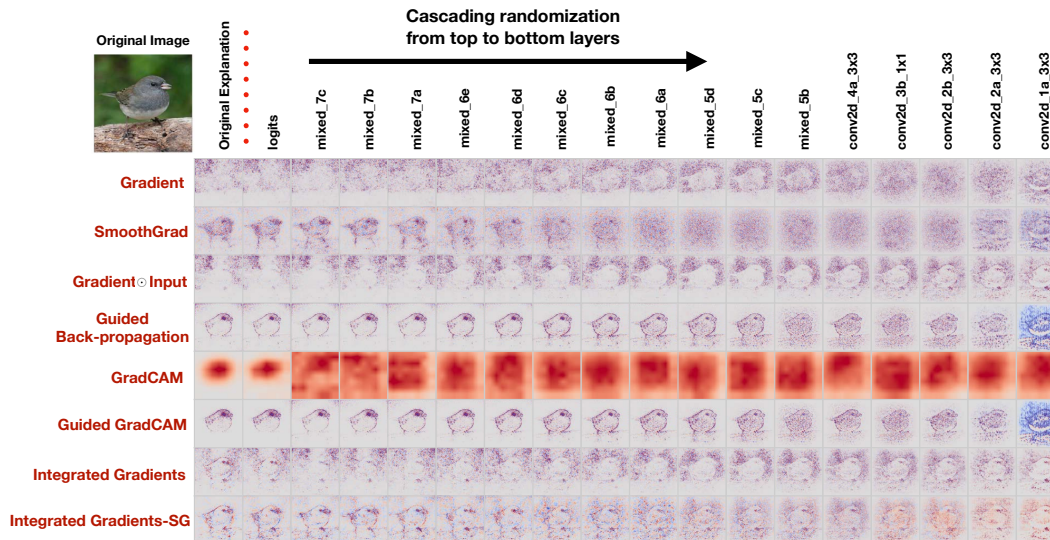 Cascading randomization
from top to bottom layers
Original Image
Original Explanation
logits
mixed_7c
mixed_7b
mixed_7a
mixed_6e
mixed_6d
mixed_6c
mixed_6b
mixed_6a
mixed_5d
mixed_5c
mixed_5b
conv2d_4a_3x3
conv2d_3b_1x1
conv2d_2b_3x3
conv2d_2a_3x3
conv2d_1a_3x3
Gradient
SmoothGrad
Gradient⊙Input
Guided
Back-propagation
GradCAM
Guided GradCAM
Integrated Gradients
Integrated Gradients-SG